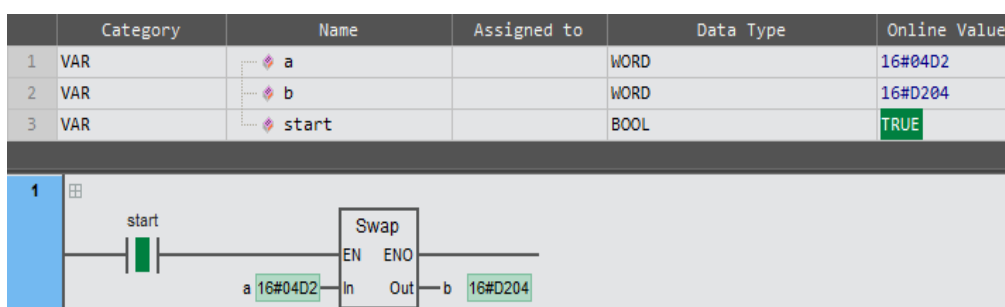 Category Name Assigned to Data Type Online Value
1 VAR a WORD 16#04D2
2 VAR b WORD 16#D204
3 VAR start BOOL TRUE
1
start
Swap
EN ENO
a 16#04D2 In Out b 16#D204